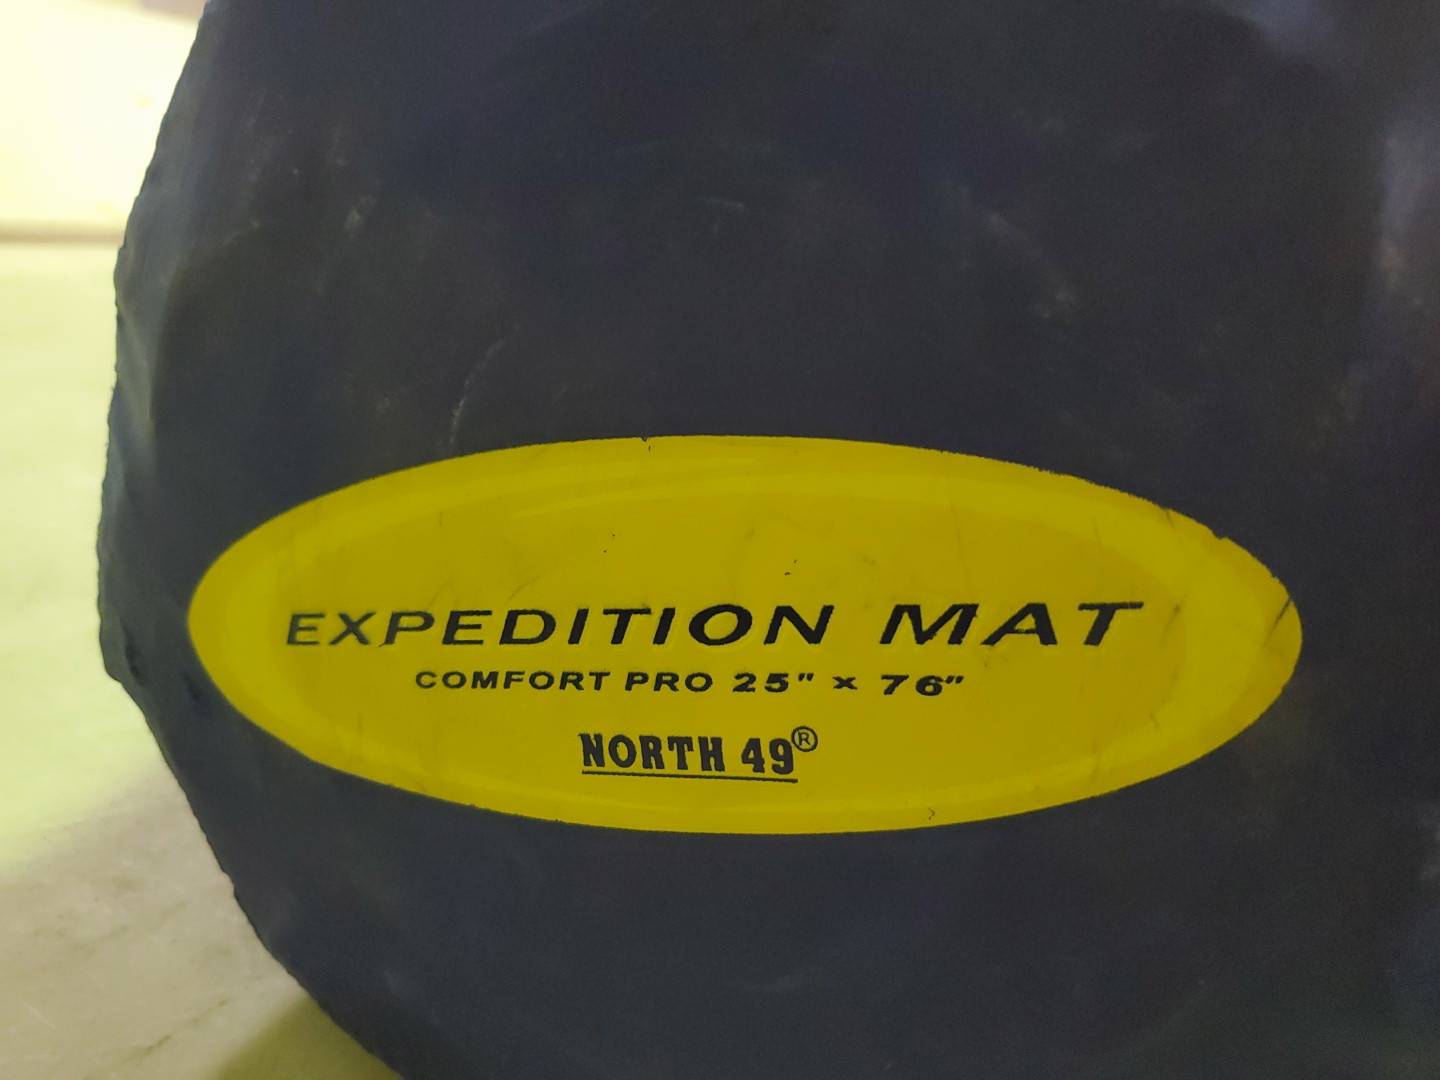 EXPEDITION MAT
COMFORT PRO 25" x 76"
NORTH 49®